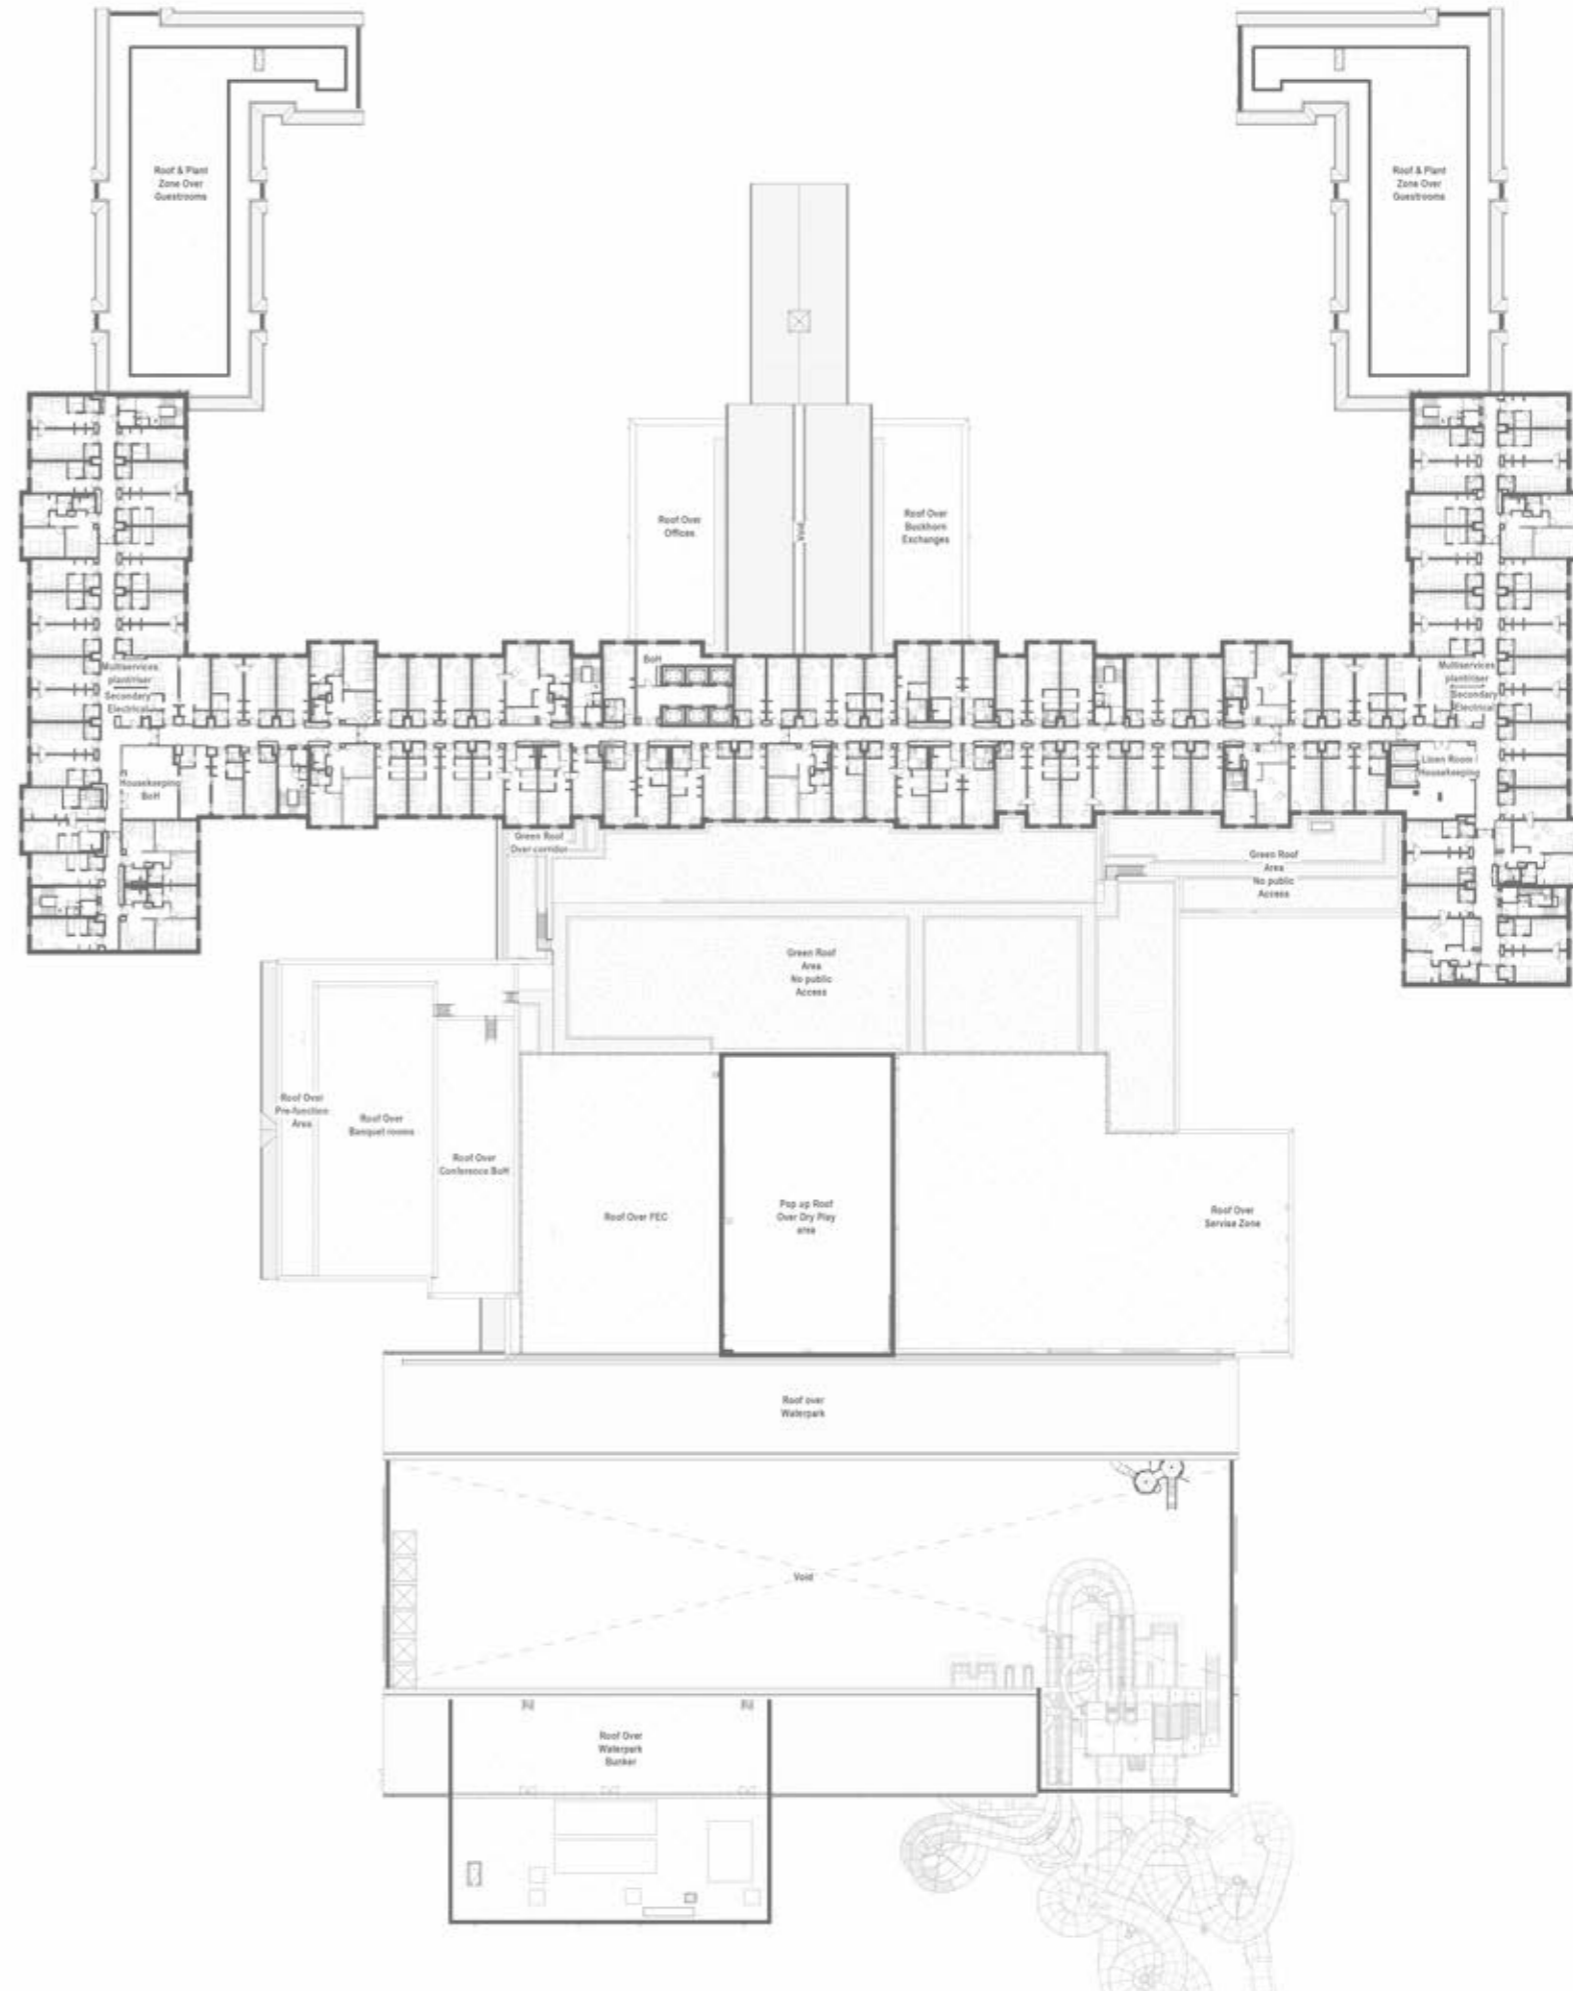 Roof & Plant
Zone Over
Guestrooms
Roof & Plant
Zone Over
Guestrooms
Roof Over
Offices
Void
Roof Over
Buckhorn
Exchanges
Multiservices
plant/riser
Secondary
Electrical
BoH
Multiservices
plant/riser
Secondary
Electrical
Housekeeping
BoH
Linen Room
Housekeeping
Green Roof
Over corridor
Green Roof
Area
No public
Access
Green Roof
Area
No public
Access
Roof Over
Pre-function
Area
Roof Over
Banquet rooms
Roof Over
Conference BoH
Roof Over FEC
Pop up Roof
Over Dry Play
area
Roof Over
Service Zone
Roof over
Waterpark
Void
Roof Over
Waterpark
Bunker